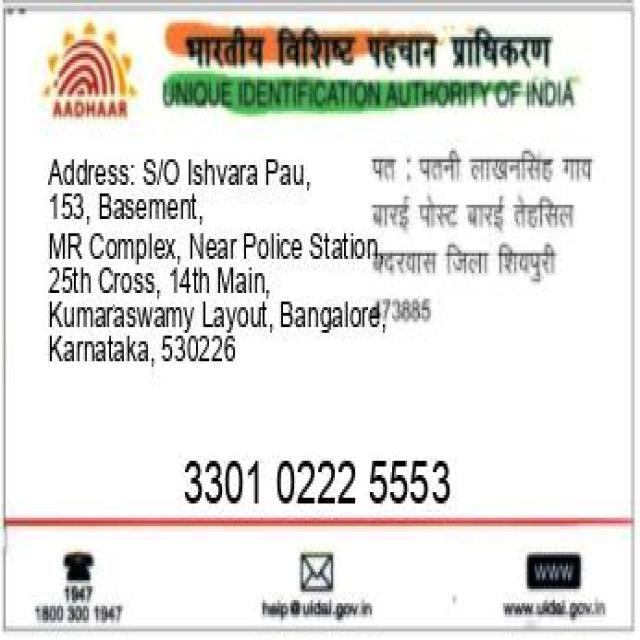 भारतीय विशिष्ट पहचान प्राधिकरण
AADHAAR
UNIQUE IDENTIFICATION AUTHORITY OF INDIA
Address: S/O Ishvara Pau,
153, Basement,
MR Complex, Near Police Station,
25th Cross, 14th Main,
Kumaraswamy Layout, Bangalore,
Karnataka, 530226
पत : पतनी लाखनसिंह गाय
बारई पोस्ट बारई तेहसिल
बदरवास जिला शिवपुरी
473885
3301 0222 5553
1947
1800 300 1947
help@uidai.gov.in
WWW
www.uidai.gov.in